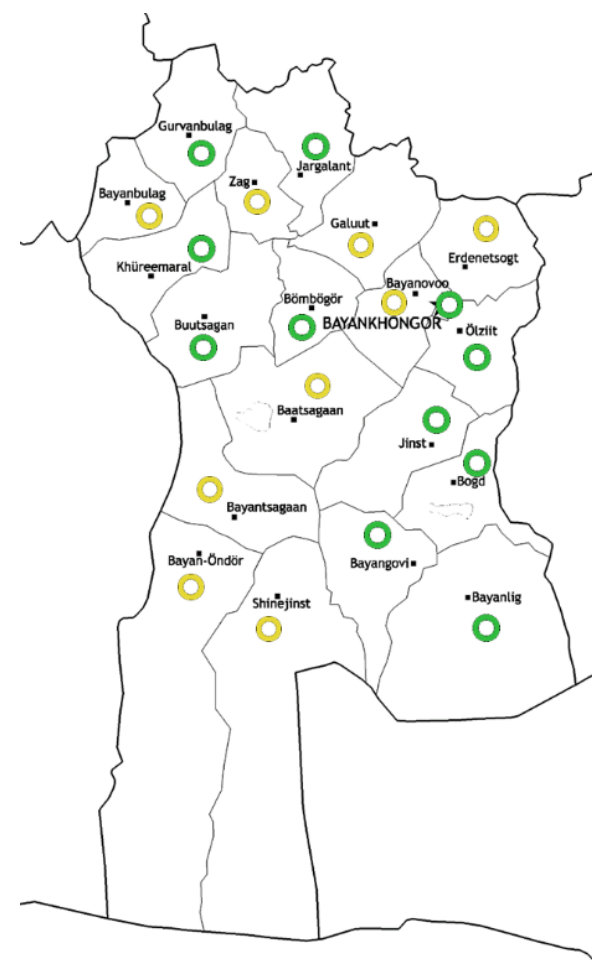 Gurvanbulag
Jargalant
Zag
Bayanbulag
Galuut
Erdenetsogt
Khüreemaral
Bayanovoo
Bömbögör
Buutsagan
BAYANKHONGOR
Ölziit
Baatsagaan
Jinst
Bogd
Bayantsagaan
Bayan-Öndör
Bayangovi
Shinejinst
Bayanlig